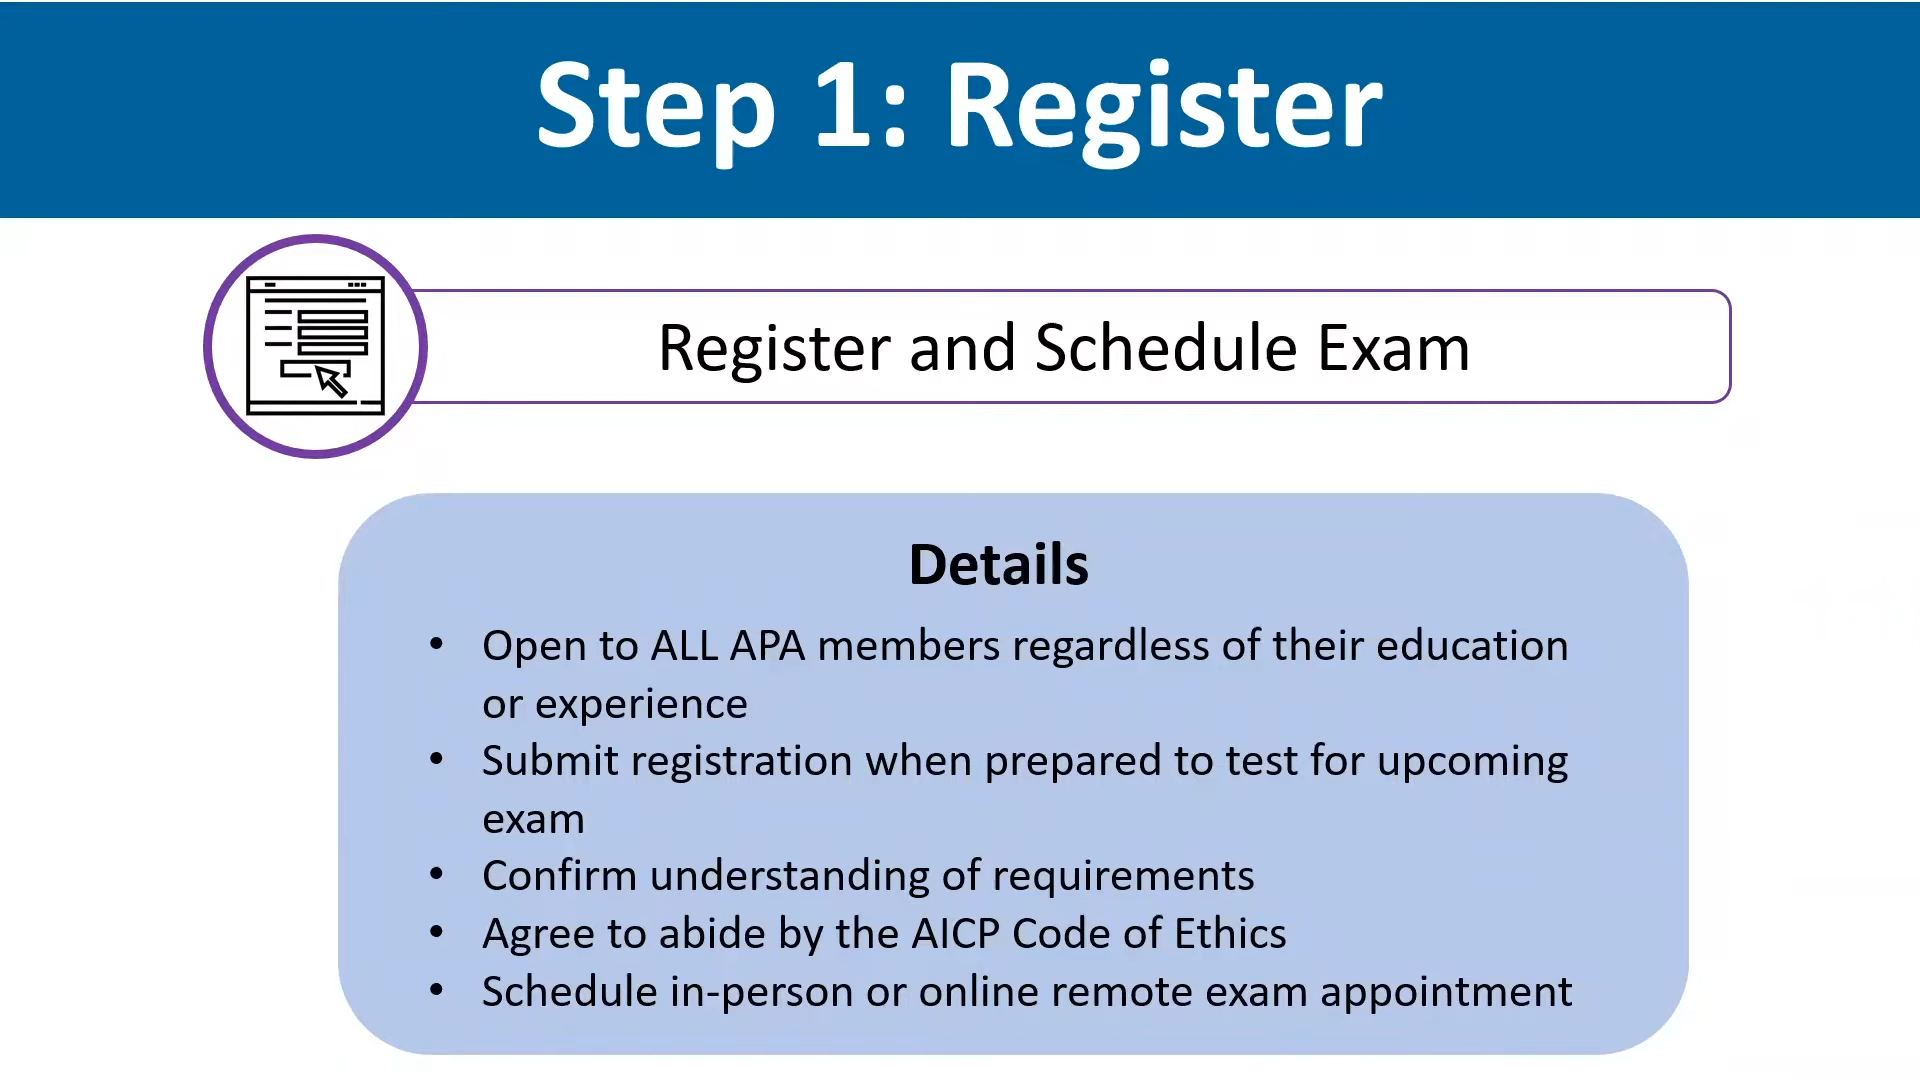 Step 1: Register
Register and Schedule Exam
Details
• Open to ALL APA members regardless of their education
or experience
• Submit registration when prepared to test for upcoming
exam
• Confirm understanding of requirements
• Agree to abide by the AICP Code of Ethics
• Schedule in-person or online remote exam appointment